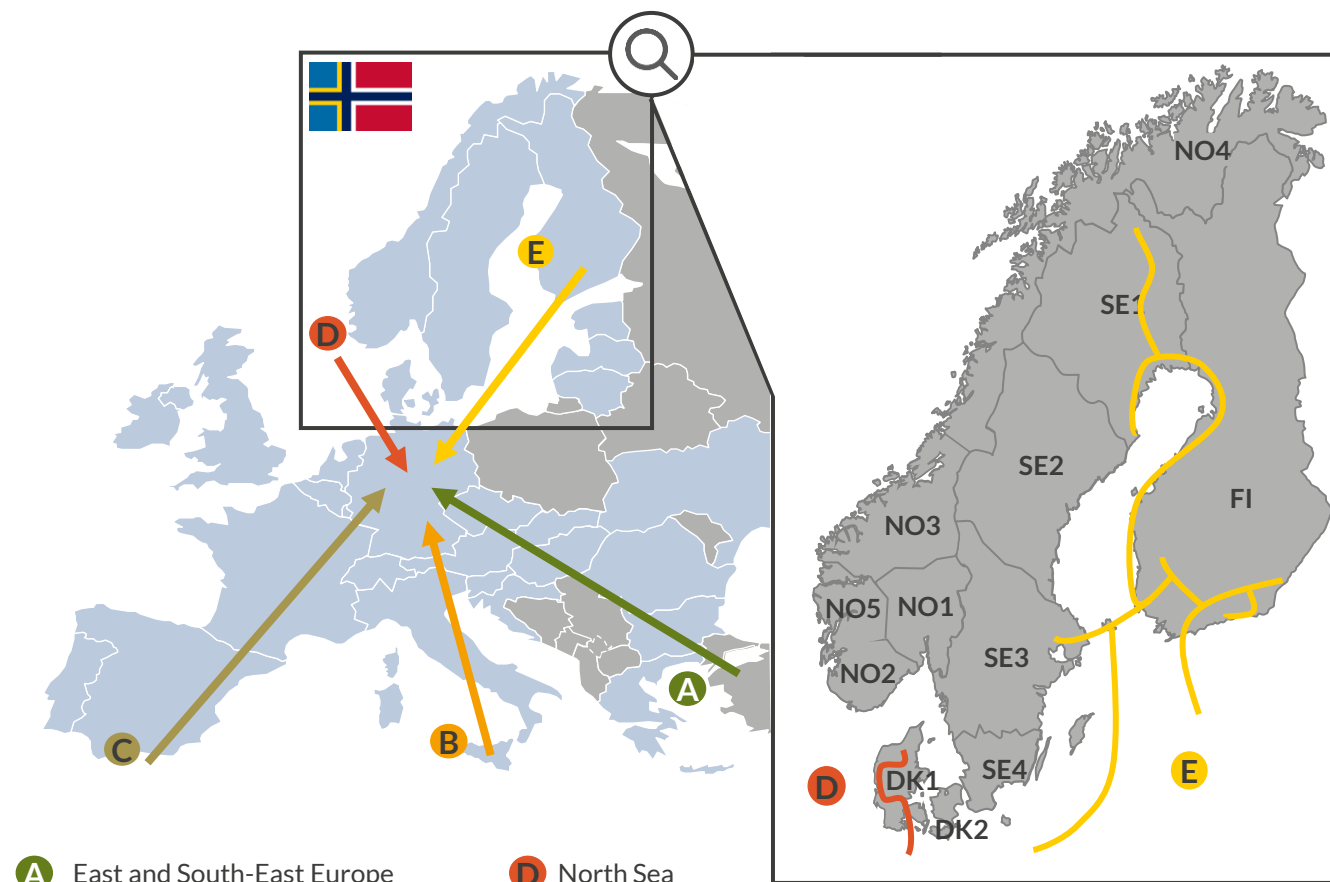 E
D
C
B
A
NO4
SE1
SE2
FI
NO3
NO5
NO1
SE3
NO2
SE4
DK1
DK2
D
E
A East and South-East Europe
D North Sea